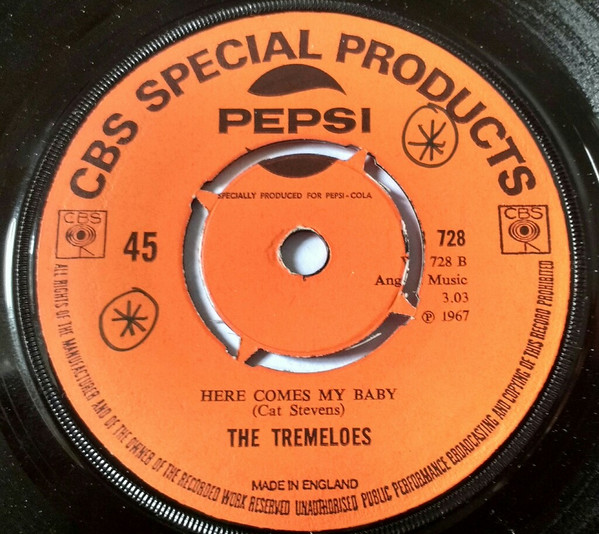 CBS SPECIAL PRODUCTS
PEPSI
SPECIALLY PRODUCED FOR PEPSI-COLA
CBS
CBS
45
728
728 B
Music
3.03
℗ 1967
HERE COMES MY BABY
(Cat Stevens)
THE TREMELOES
MADE IN ENGLAND
ALL RIGHTS OF THE MANUFACTURER AND OF THE OWNER OF THE RECORDED WORK RESERVED UNAUTHORISED PUBLIC PERFORMANCE BROADCASTING AND COPYING OF THIS RECORD PROHIBITED